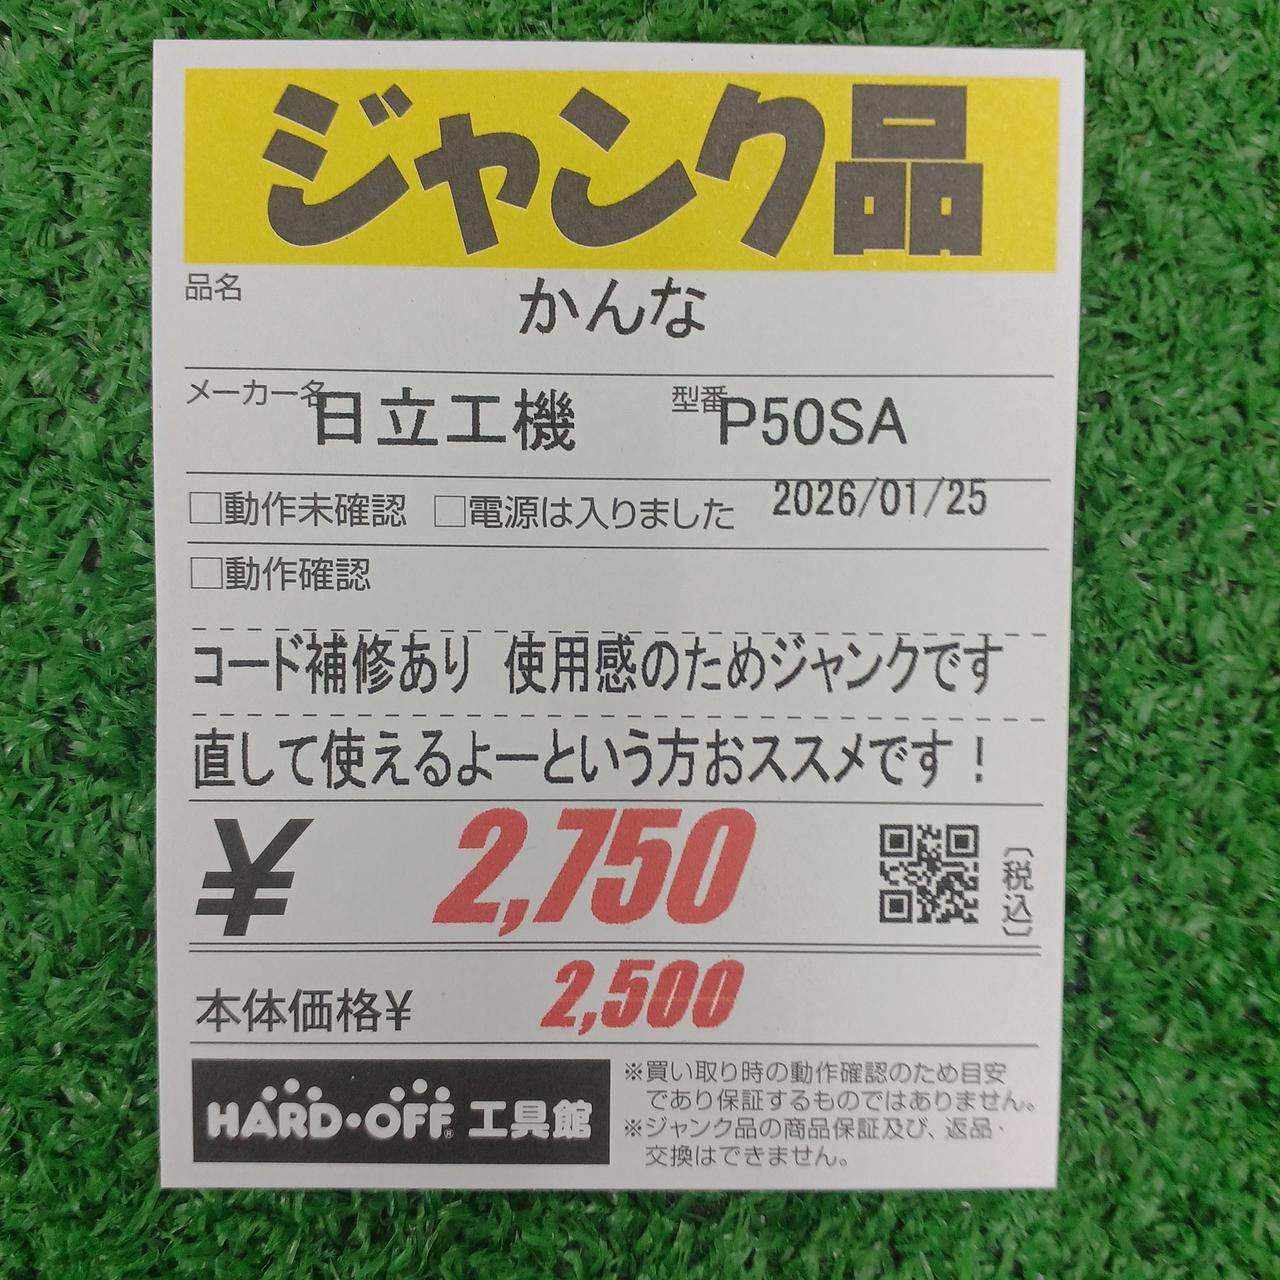 ジャンク品
品名
かんな
メーカー名 日立工機 型番 P50SA
□動作未確認 □電源は入りました 2026/01/25
□動作確認
コード補修あり 使用感のためジャンクです
直して使えるよーという方おススメです！
¥ 2,750 〔税込〕
本体価格¥ 2,500
HARD・OFF® 工具館
※買い取り時の動作確認のため目安
であり保証するものではありません。
※ジャンク品の商品保証及び、返品・
交換はできません。